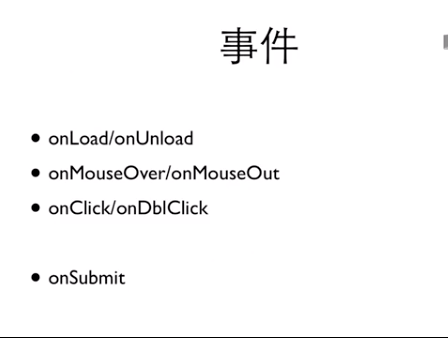 事件
• onLoad/onUnload
• onMouseOver/onMouseOut
• onClick/onDblClick
• onSubmit